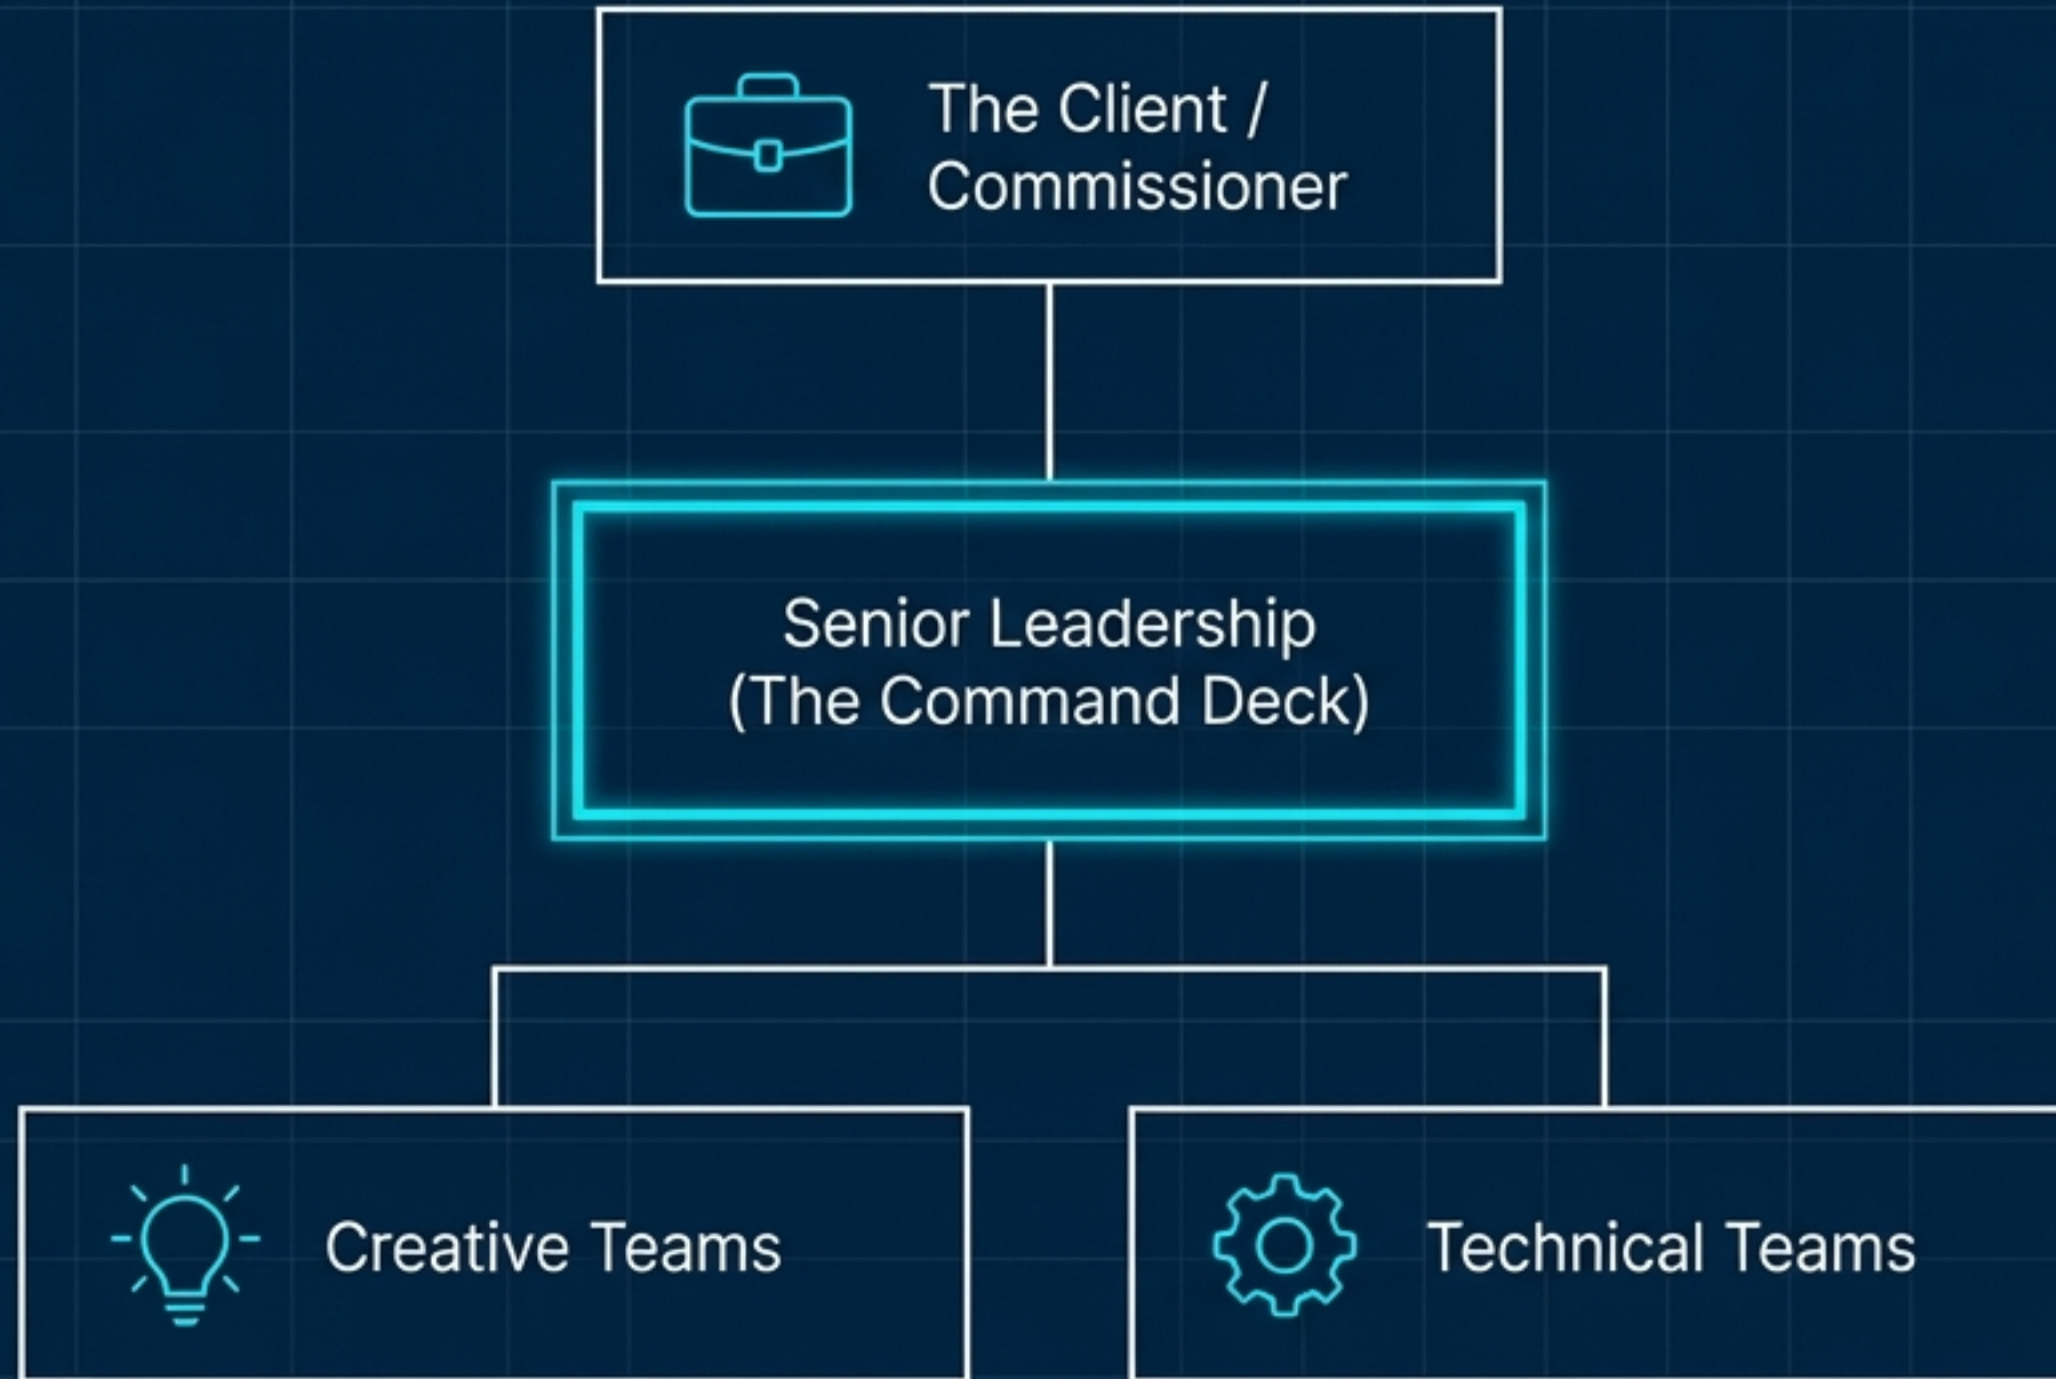 The Client /
Commissioner
Senior Leadership
(The Command Deck)
Creative Teams
Technical Teams